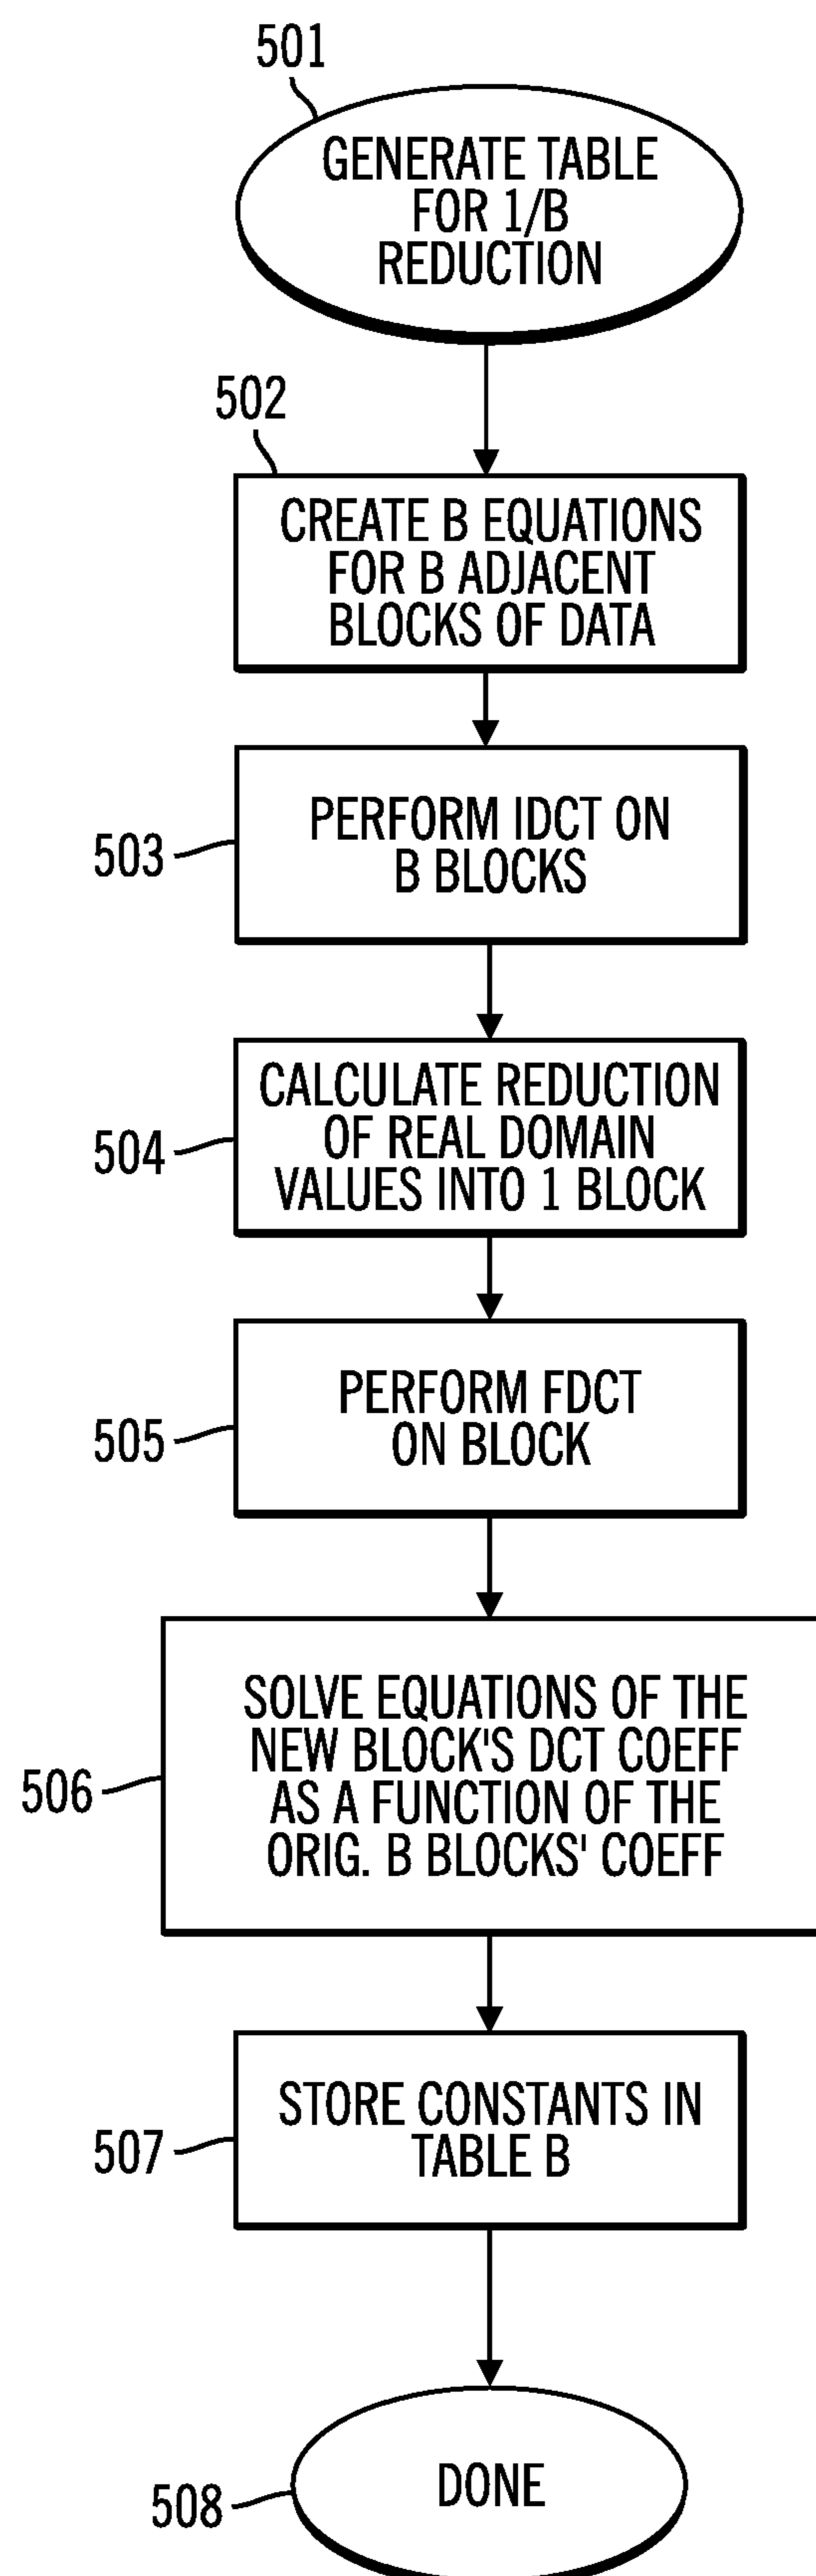 501
GENERATE TABLE
FOR 1/B
REDUCTION
502
CREATE B EQUATIONS
FOR B ADJACENT
BLOCKS OF DATA
503
PERFORM IDCT ON
B BLOCKS
504
CALCULATE REDUCTION
OF REAL DOMAIN
VALUES INTO 1 BLOCK
505
PERFORM FDCT
ON BLOCK
506
SOLVE EQUATIONS OF THE
NEW BLOCK'S DCT COEFF
AS A FUNCTION OF THE
ORIG. B BLOCKS' COEFF
507
STORE CONSTANTS IN
TABLE B
508
DONE